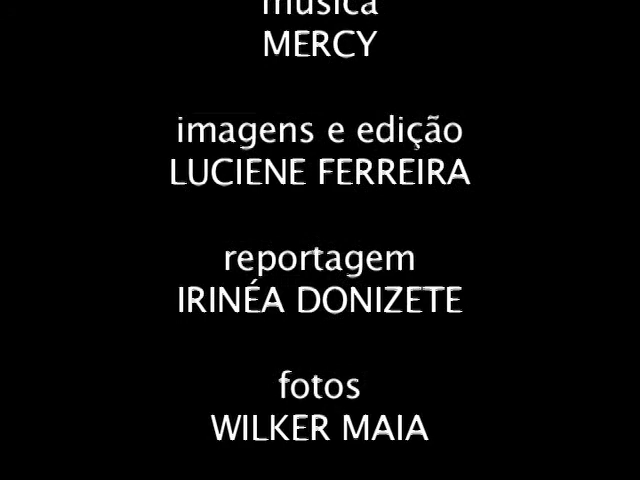 música
MERCY
imagens e edição
LUCIENE FERREIRA
reportagem
IRINÉA DONIZETE
fotos
WILKER MAIA